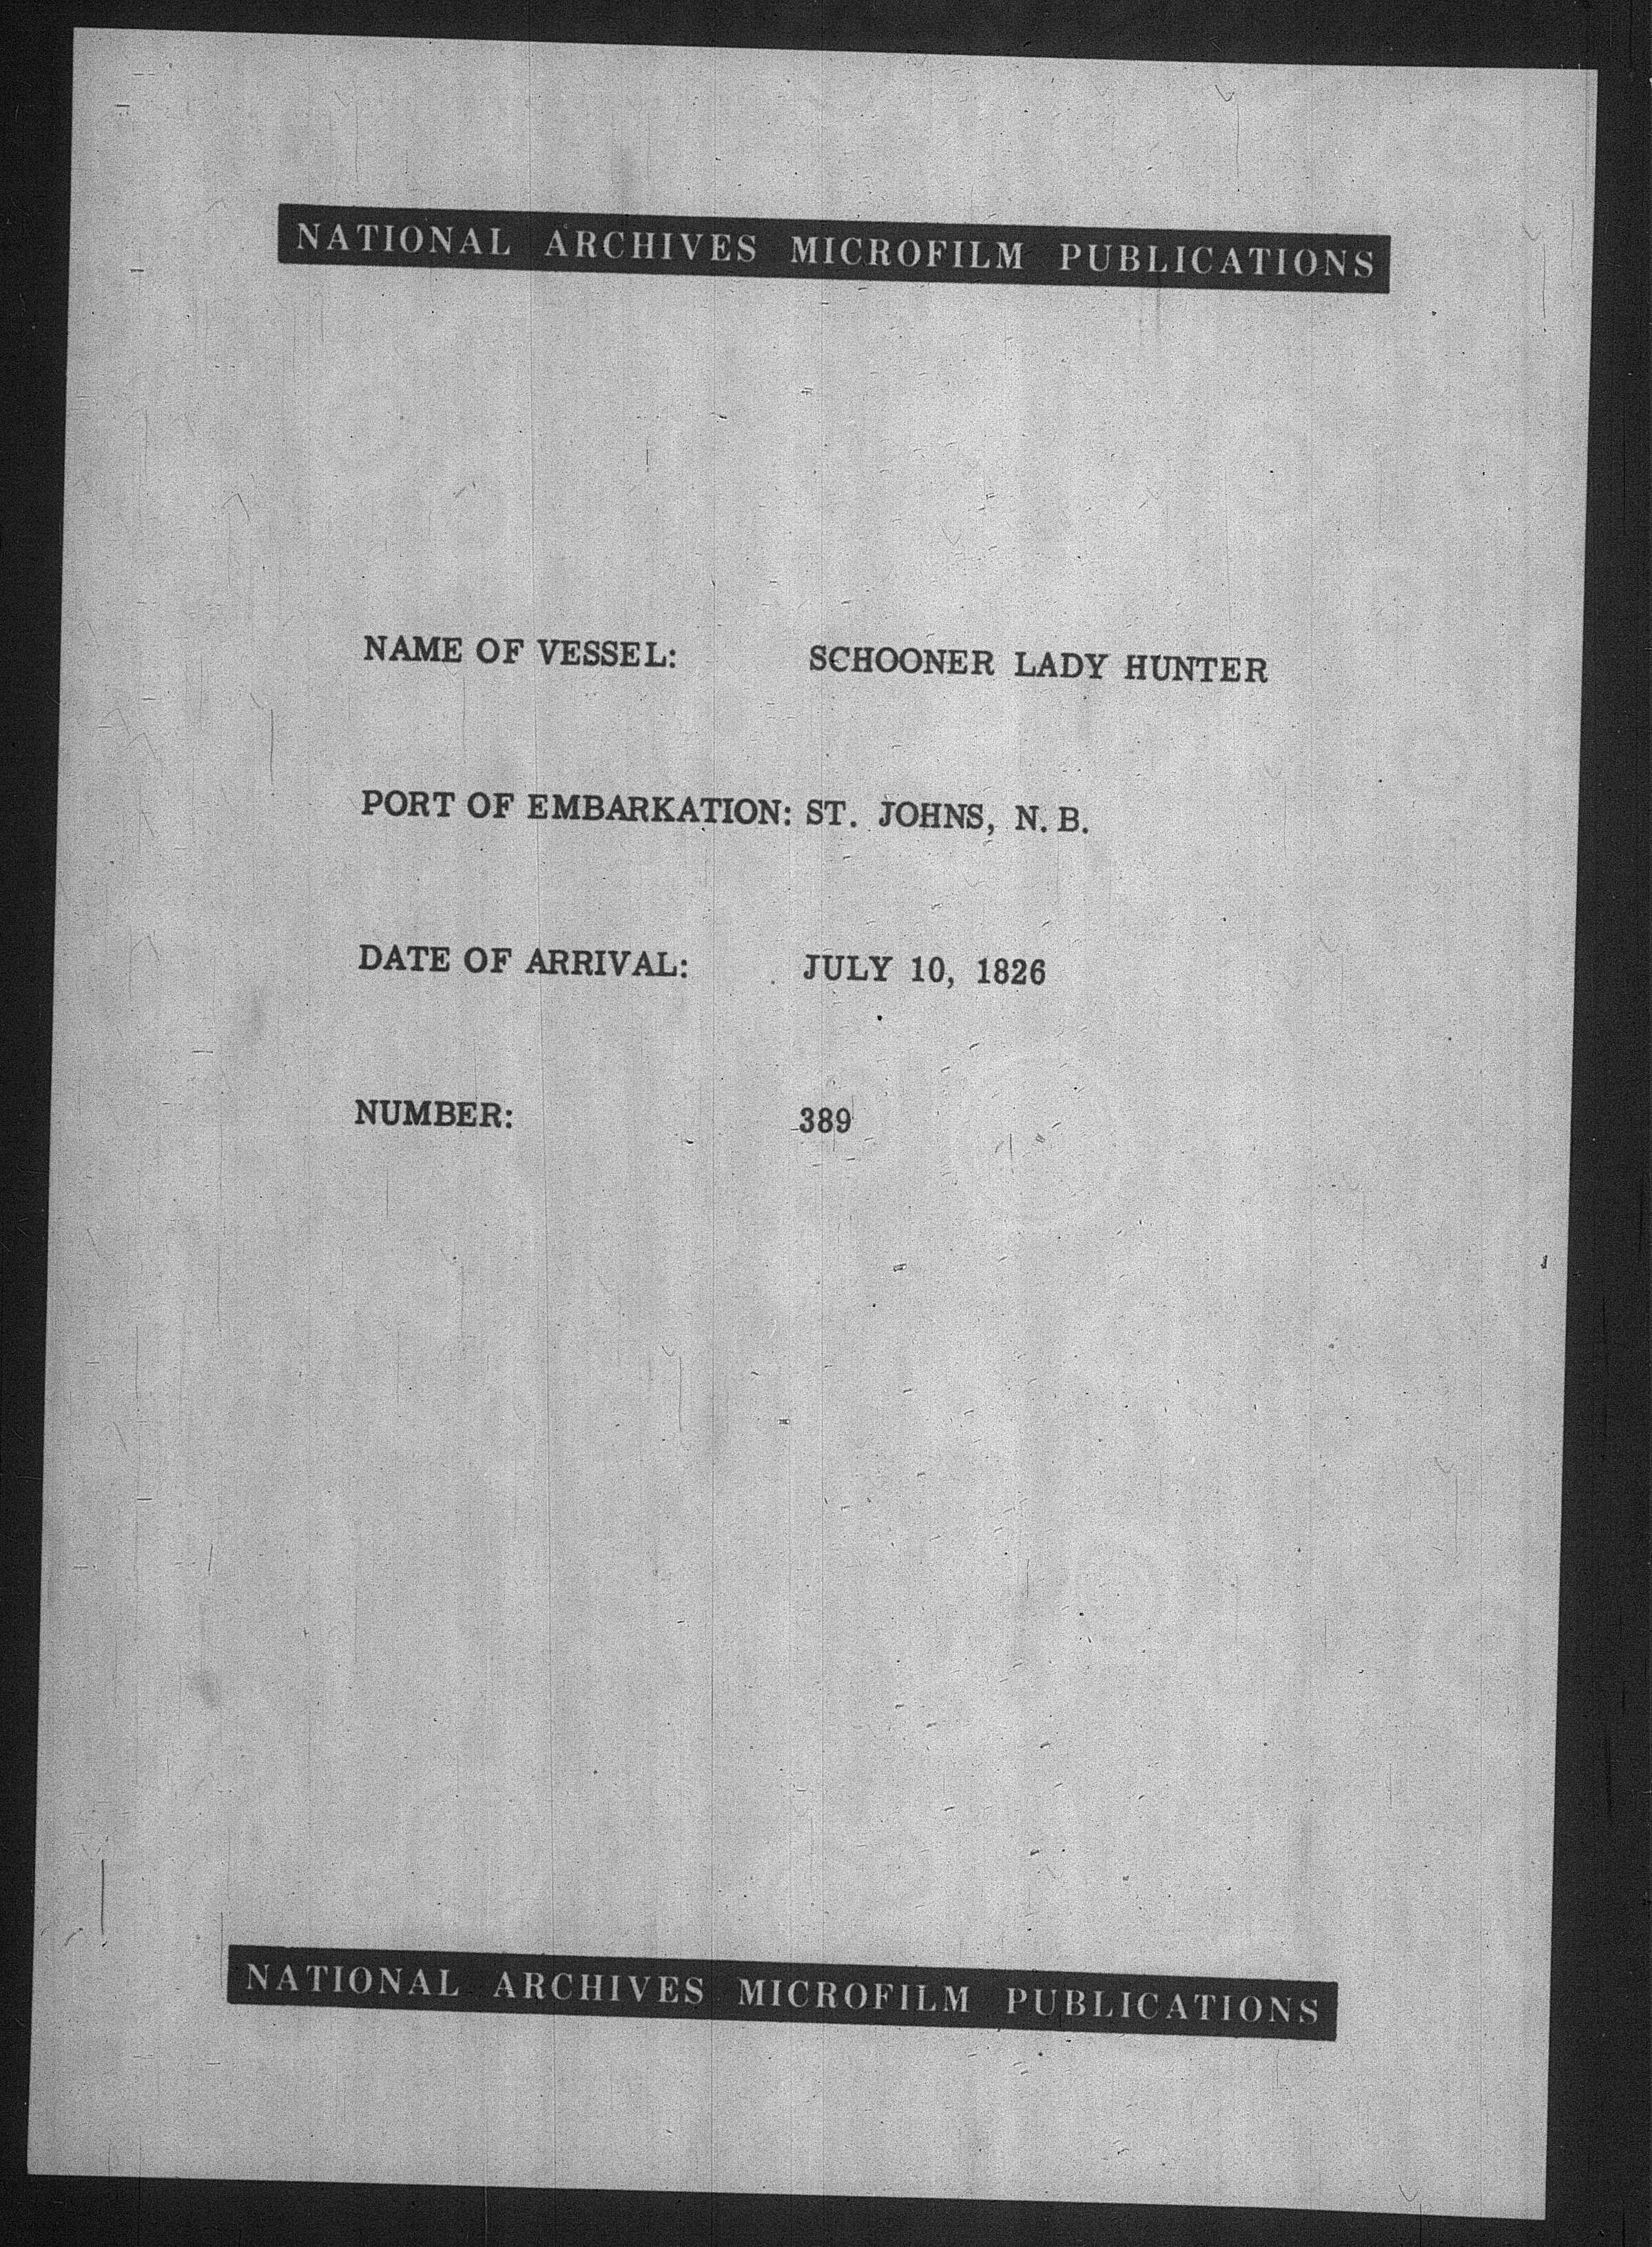 NATIONAL ARCHIVES MICROFILM PUBLICATIONS
NAME OF VESSEL: SCHOONER LADY HUNTER
PORT OF EMBARKATION: ST. JOHNS, N. B.
DATE OF ARRIVAL: JULY 10, 1826
NUMBER: 389
NATIONAL ARCHIVES MICROFILM PUBLICATIONS